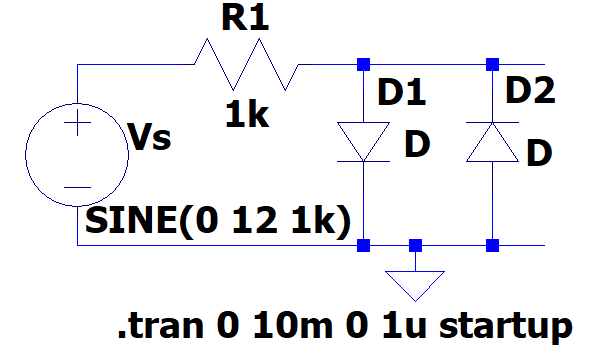 R1
1k
D1
D
D2
D
Vs
SINE(0 12 1k)
.tran 0 10m 0 1u startup